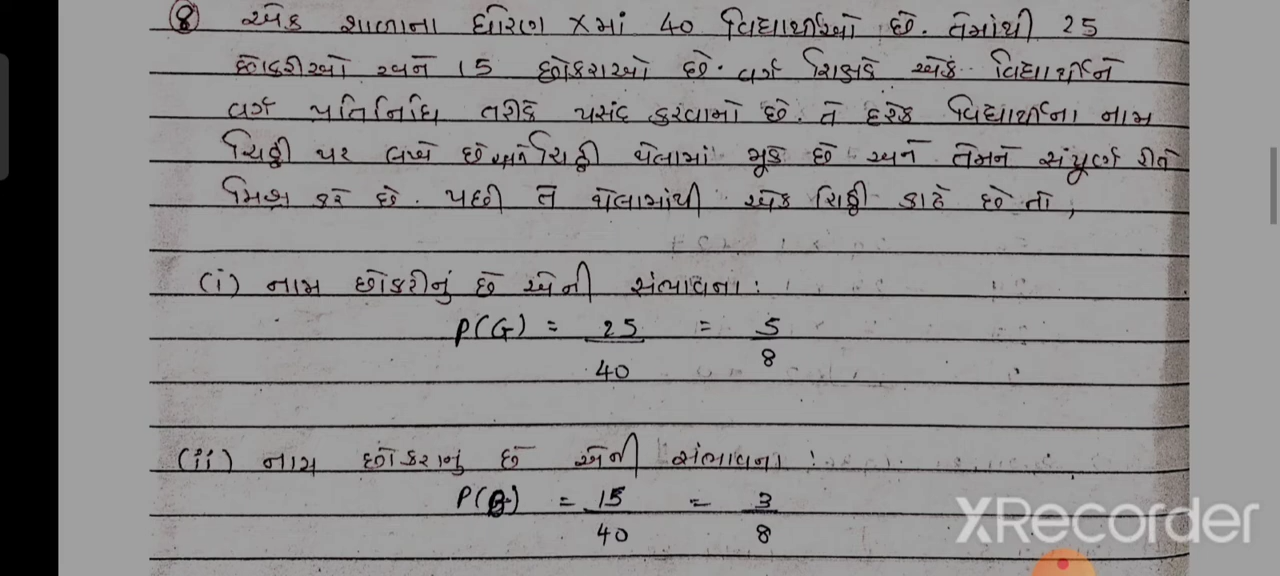 ⑧ એક શાળાના ધોરણ X માં 40 વિદ્યાર્થીઓ છે. તેમાંથી 25
છોકરીઓ અને 15 છોકરાઓ છે. વર્ગ શિક્ષકે એક વિદ્યાર્થીને
વર્ગ પ્રતિનિધિ તરીકે પસંદ કરવાનો છે. તે દરેક વિદ્યાર્થીના નામ
ચિઠ્ઠી પર લખે છે અને ચિઠ્ઠી થેલામાં મૂકે છે અને તેમને સંપૂર્ણ રીતે
મિશ્ર કરે છે. પછી તે થેલામાંથી એક ચિઠ્ઠી કાઢે છે તો,
(i) નામ છોકરીનું છે એની સંભાવના :
P(G) = 25/40 = 5/8
(ii) નામ છોકરાનું છે એની સંભાવના :
P(B) = 15/40 = 3/8
XRecorder